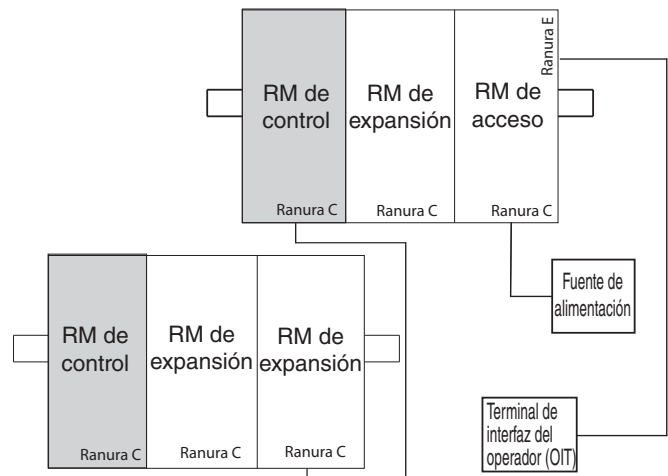 Ranura E
RM de
control
RM de
expansión
RM de
acceso
Ranura C
Ranura C
Ranura C
Fuente de
alimentación
RM de
control
RM de
expansión
RM de
expansión
Ranura C
Ranura C
Ranura C
Terminal de
interfaz del
operador (OIT)